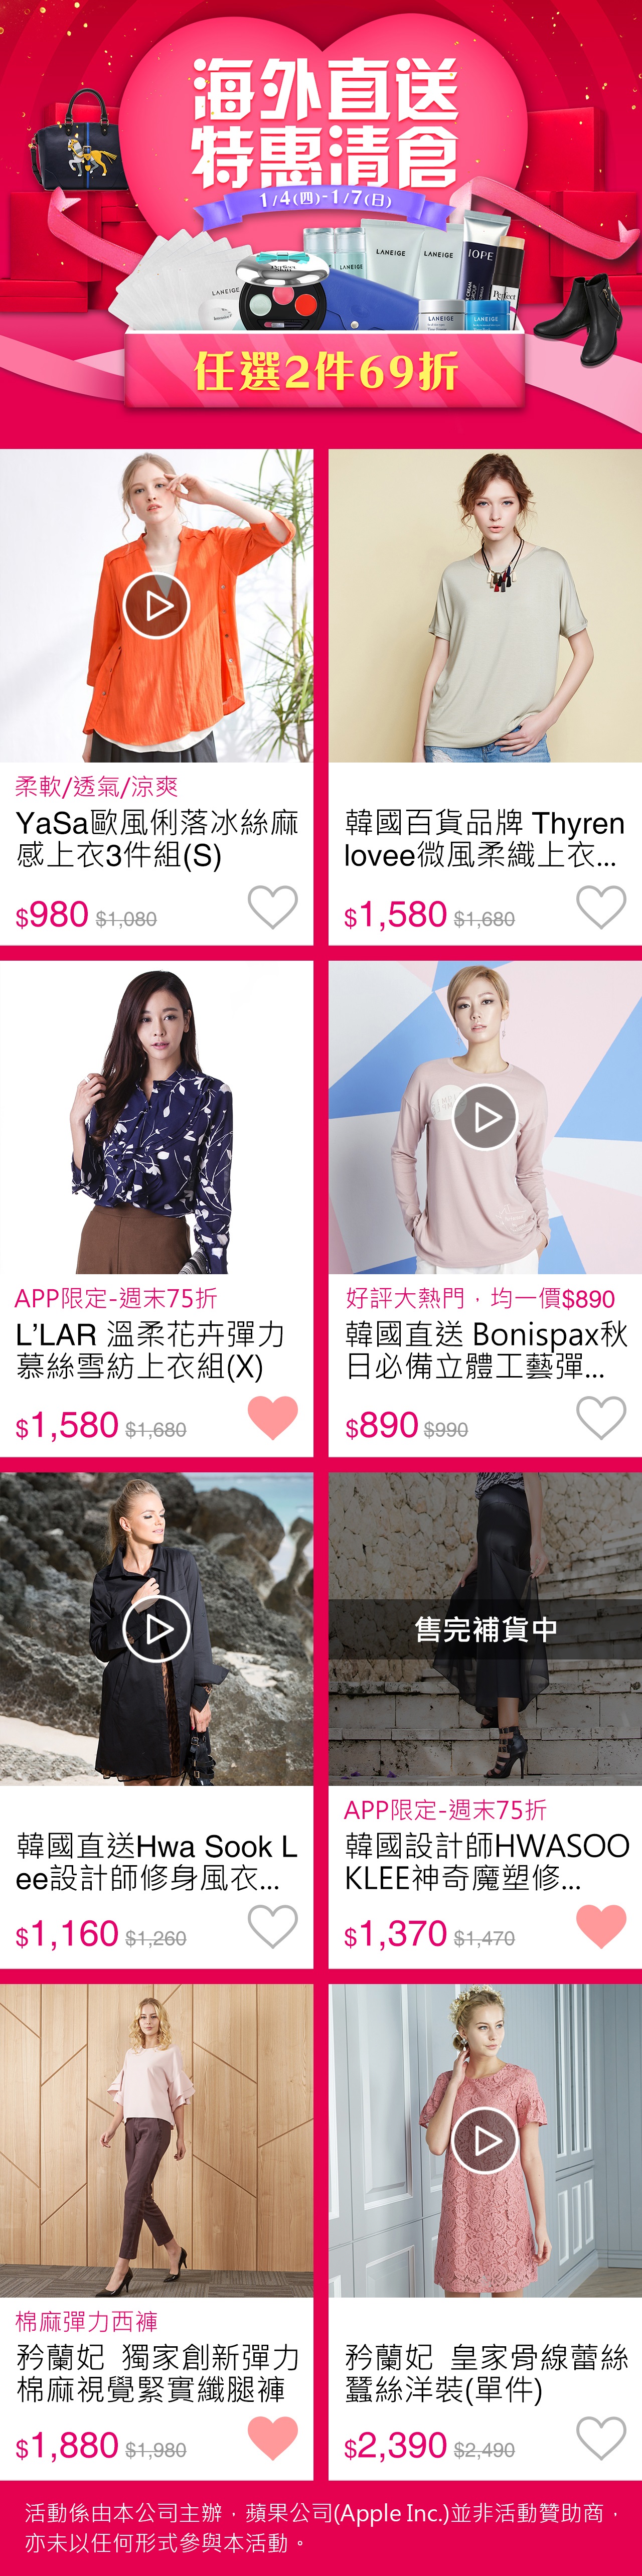 海外直送
特惠清倉
1/4(四)-1/7(日)
LANEIGE
LANEIGE
LANEIGE
LANEIGE
IOPE
Perfect
LANEIGE
LANEIGE
任選2件69折
柔軟/透氣/涼爽
YaSa歐風俐落冰絲麻
感上衣3件組(S)
$980 $1,080
韓國百貨品牌 Thyren
lovee微風柔織上衣...
$1,580 $1,680
APP限定-週末75折
L’LAR 溫柔花卉彈力
慕絲雪紡上衣組(X)
$1,580 $1,680
好評大熱門，均一價$890
韓國直送 Bonispax秋
日必備立體工藝彈...
$890 $990
韓國直送Hwa Sook L
ee設計師修身風衣...
$1,160 $1,260
售完補貨中
APP限定-週末75折
韓國設計師HWASOO
KLEE神奇魔塑修...
$1,370 $1,470
棉麻彈力西褲
矜蘭妃 獨家創新彈力
棉麻視覺緊實纖腿褲
$1,880 $1,980
矜蘭妃 皇家骨線蕾絲
蠶絲洋裝(單件)
$2,390 $2,490
活動係由本公司主辦，蘋果公司(Apple Inc.)並非活動贊助商，
亦未以任何形式參與本活動。